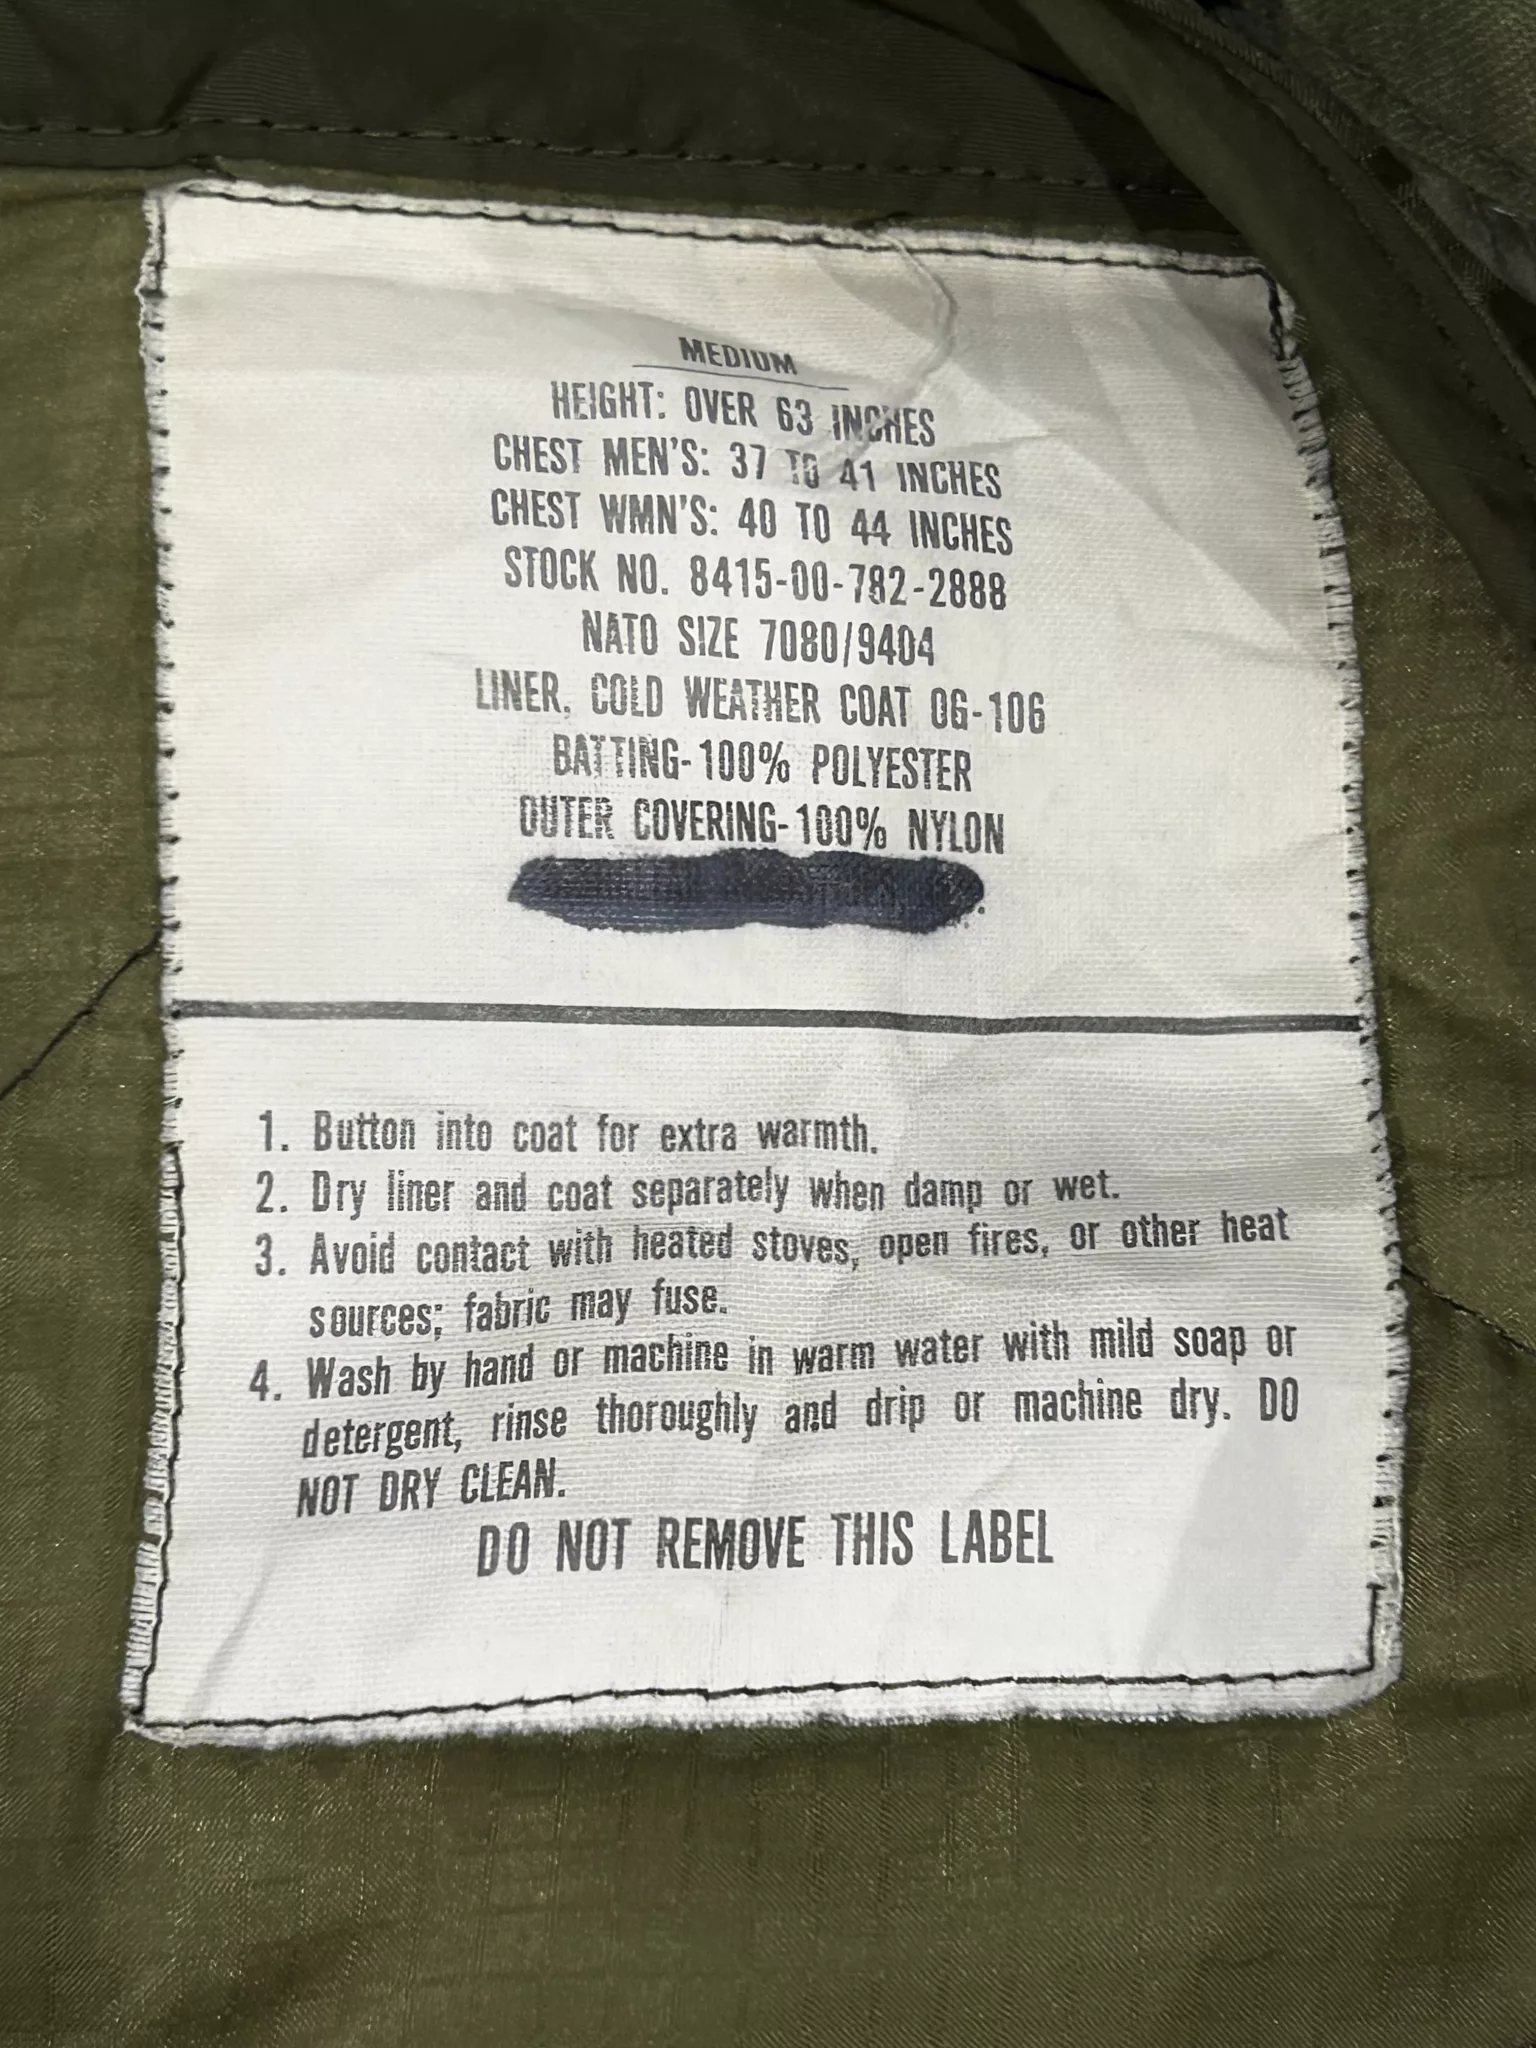 MEDIUM
HEIGHT: OVER 63 INCHES
CHEST MEN'S: 37 TO 41 INCHES
CHEST WMN'S: 40 TO 44 INCHES
STOCK NO. 8415-00-782-2888
NATO SIZE 7080/9404
LINER, COLD WEATHER COAT OG-106
BATTING-100% POLYESTER
OUTER COVERING-100% NYLON
1. Button into coat for extra warmth.
2. Dry liner and coat separately when damp or wet.
3. Avoid contact with heated stoves, open fires, or other heat
sources; fabric may fuse.
4. Wash by hand or machine in warm water with mild soap or
detergent, rinse thoroughly and drip or machine dry. DO
NOT DRY CLEAN.
DO NOT REMOVE THIS LABEL